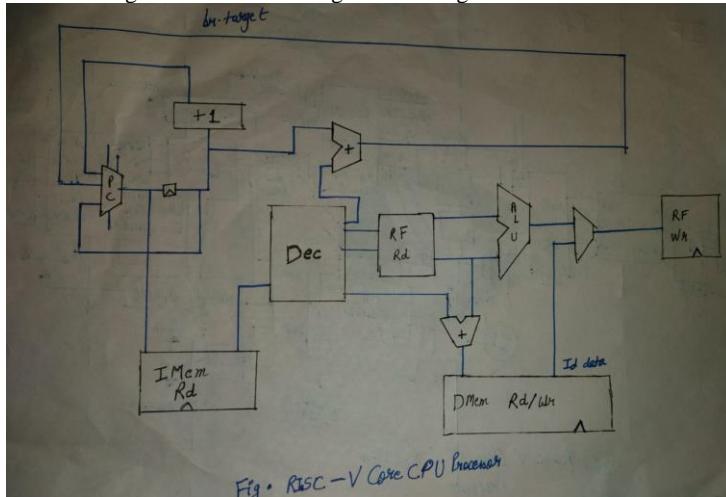 br-target
+1
+
P
C
A
L
U
RF
Rd
RF
Wr
Dec
+
IMem
Rd
ld data
DMem Rd/Wr
Fig. RISC-V Core CPU Processor